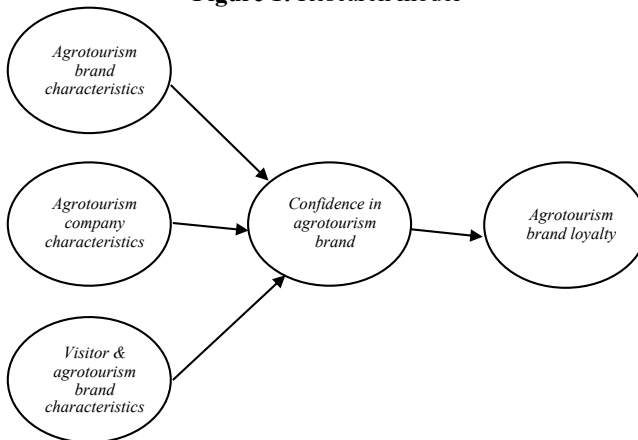 Figure 1. Research model
Agrotourism
brand
characteristics
Agrotourism
company
characteristics
Confidence in
agrotourism
brand
Agrotourism
brand loyalty
Visitor &
agrotourism
brand
characteristics